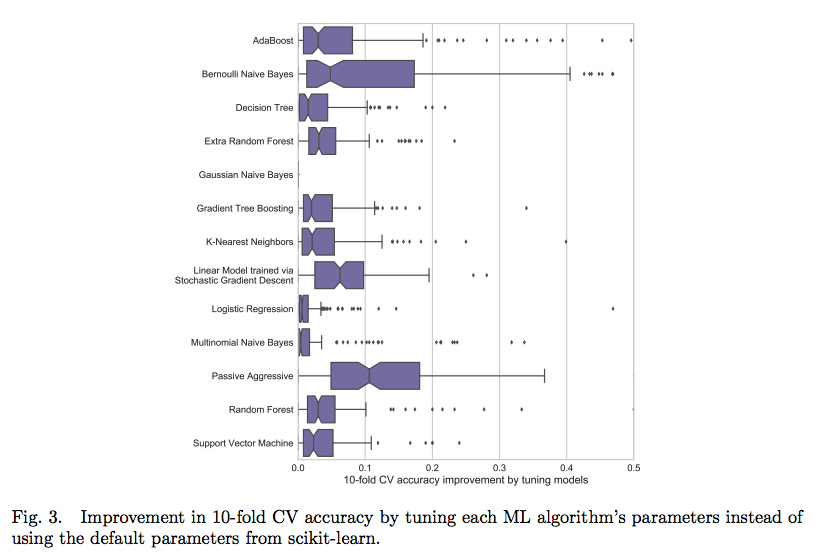 AdaBoost
Bernoulli Naive Bayes
Decision Tree
Extra Random Forest
Gaussian Naive Bayes
Gradient Tree Boosting
K-Nearest Neighbors
Linear Model trained via
Stochastic Gradient Descent
Logistic Regression
Multinomial Naive Bayes
Passive Aggressive
Random Forest
Support Vector Machine
0.0 0.1 0.2 0.3 0.4 0.5
10-fold CV accuracy improvement by tuning models
Fig. 3. Improvement in 10-fold CV accuracy by tuning each ML algorithm's parameters instead of
using the default parameters from scikit-learn.